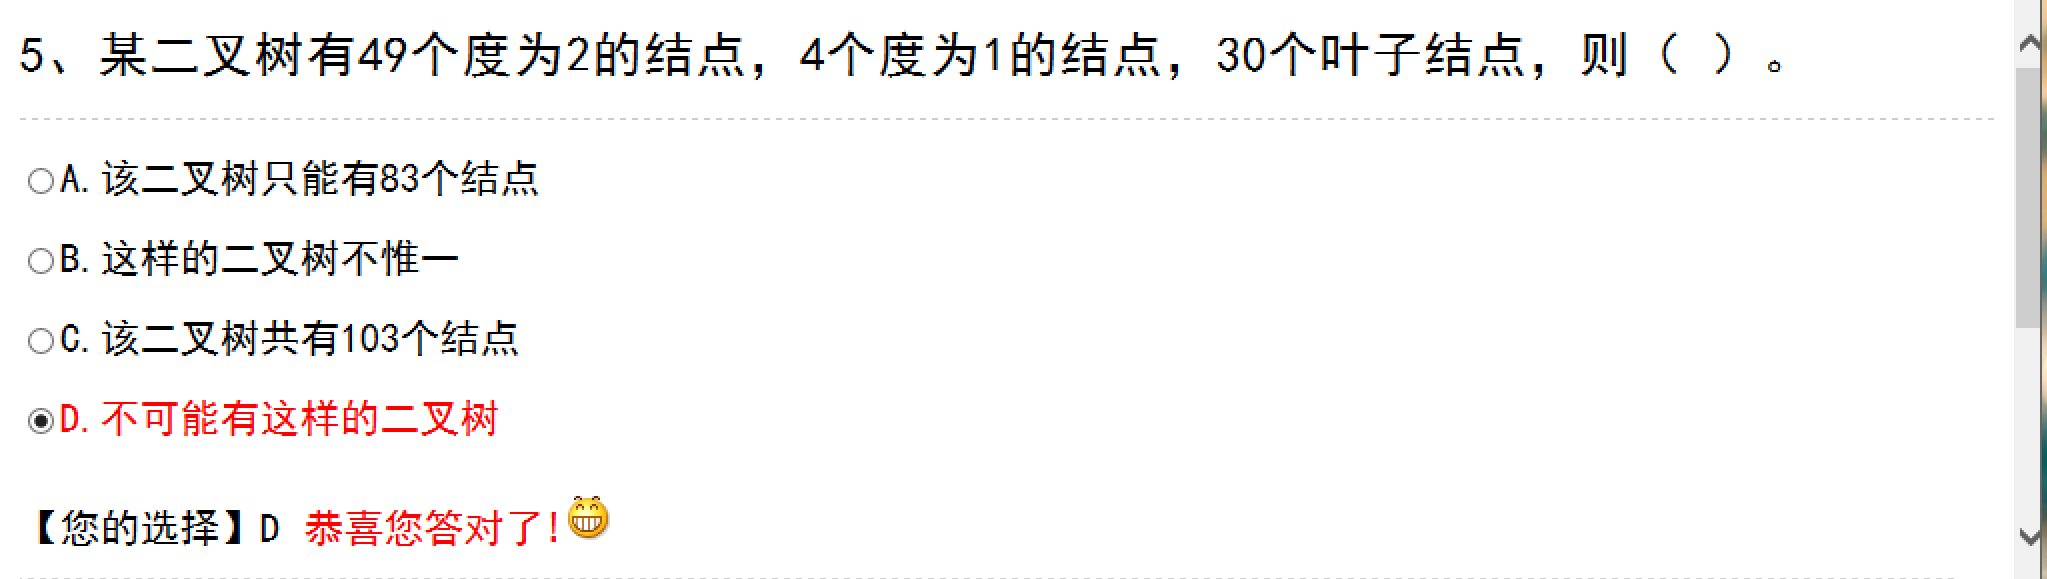 5、某二叉树有49个度为2的结点，4个度为1的结点，30个叶子结点，则（ ）。
A. 该二叉树只能有83个结点
B. 这样的二叉树不惟一
C. 该二叉树共有103个结点
D. 不可能有这样的二叉树
【您的选择】D 恭喜您答对了!